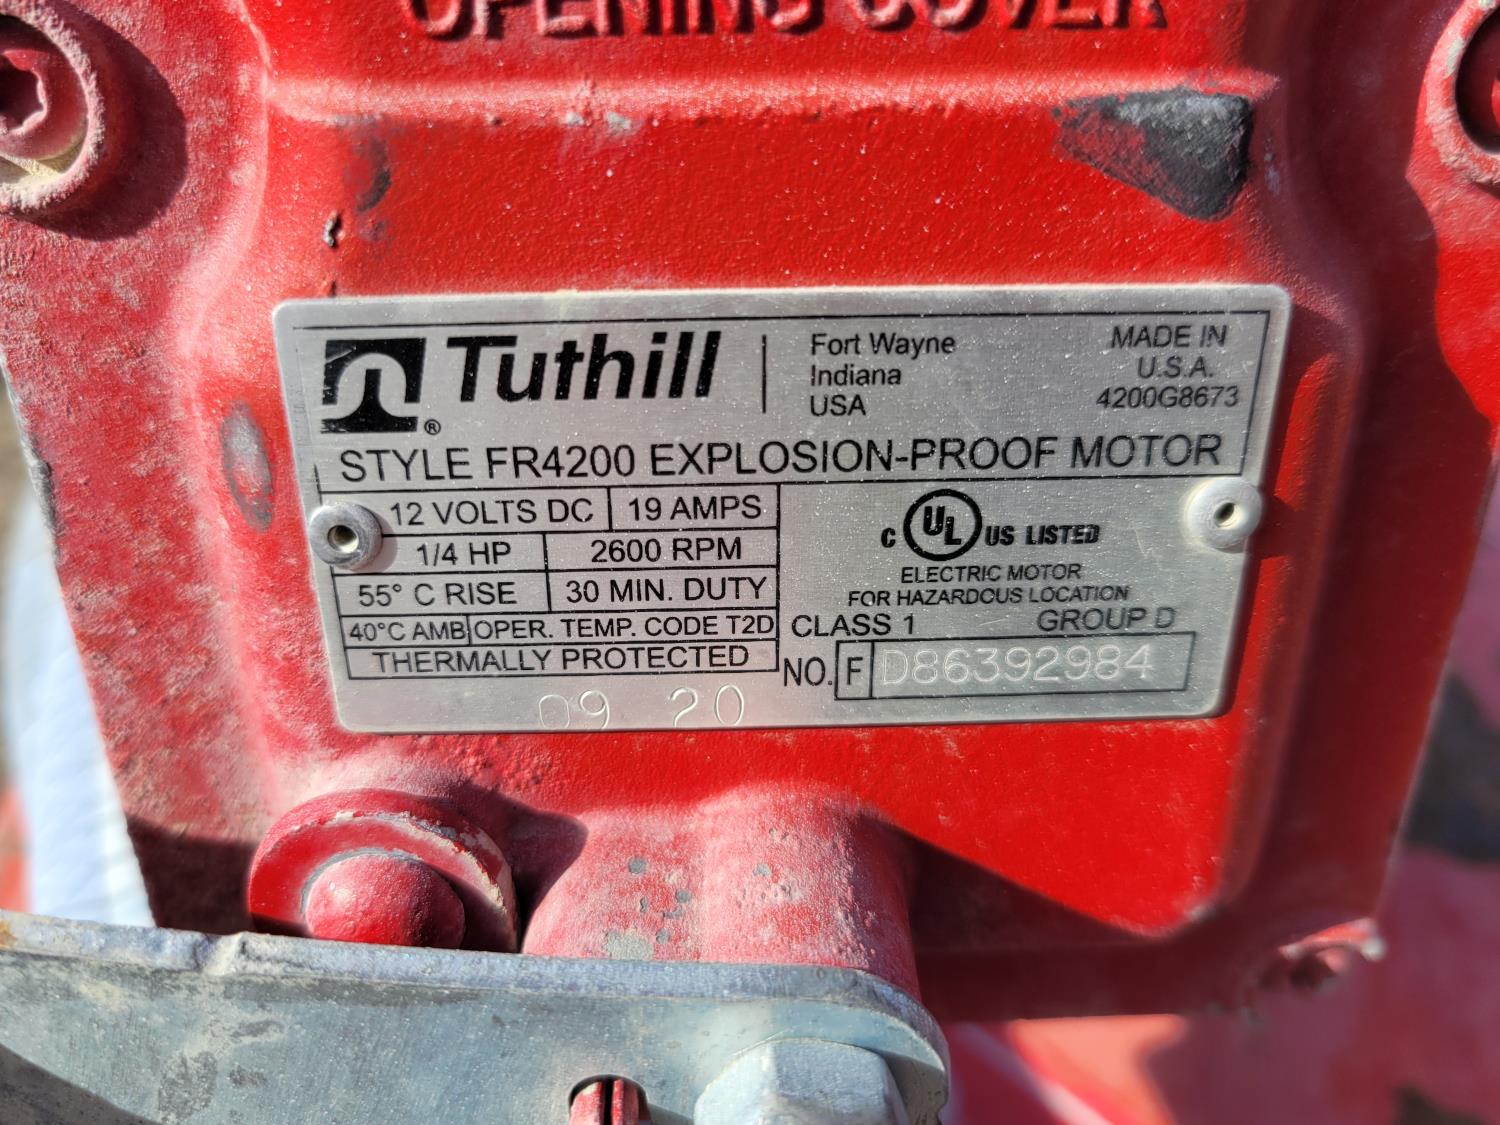 OPENING COVER
Tuthill ®
Fort Wayne
Indiana
USA
MADE IN
U.S.A.
4200G8673
STYLE FR4200 EXPLOSION-PROOF MOTOR
12 VOLTS DC 19 AMPS
1/4 HP 2600 RPM
55° C RISE 30 MIN. DUTY
40°C AMB OPER. TEMP. CODE T2D
THERMALLY PROTECTED
09 20
C UL US LISTED
ELECTRIC MOTOR
FOR HAZARDOUS LOCATION
CLASS 1 GROUP D
NO. F D86392984